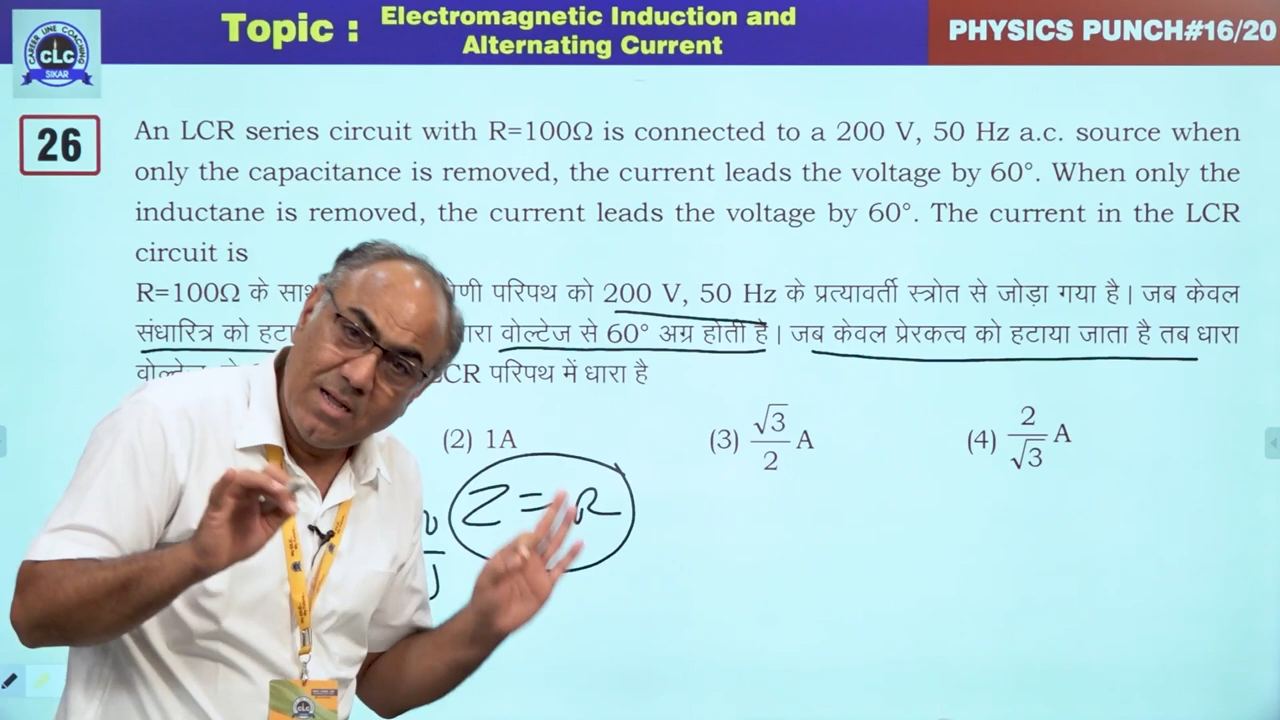 Topic : Electromagnetic Induction and
Alternating Current
PHYSICS PUNCH#16/20
CAREER LINE COACHING
CLC
SIKAR
26
An LCR series circuit with R=100Ω is connected to a 200 V, 50 Hz a.c. source when
only the capacitance is removed, the current leads the voltage by 60°. When only the
inductane is removed, the current leads the voltage by 60°. The current in the LCR
circuit is
R=100Ω के श्रेणी परिपथ को 200 V, 50 Hz के प्रत्यावर्ती स्त्रोत से जोड़ा गया है। जब केवल
संधारित्र को वोल्टेज से 60° अग्र होती है। जब केवल प्रेरकत्व को हटाया जाता है तब धारा
परिपथ में धारा है
(2) 1A (3) √3/2 A (4) 2/√3 A
Z = R
CLC